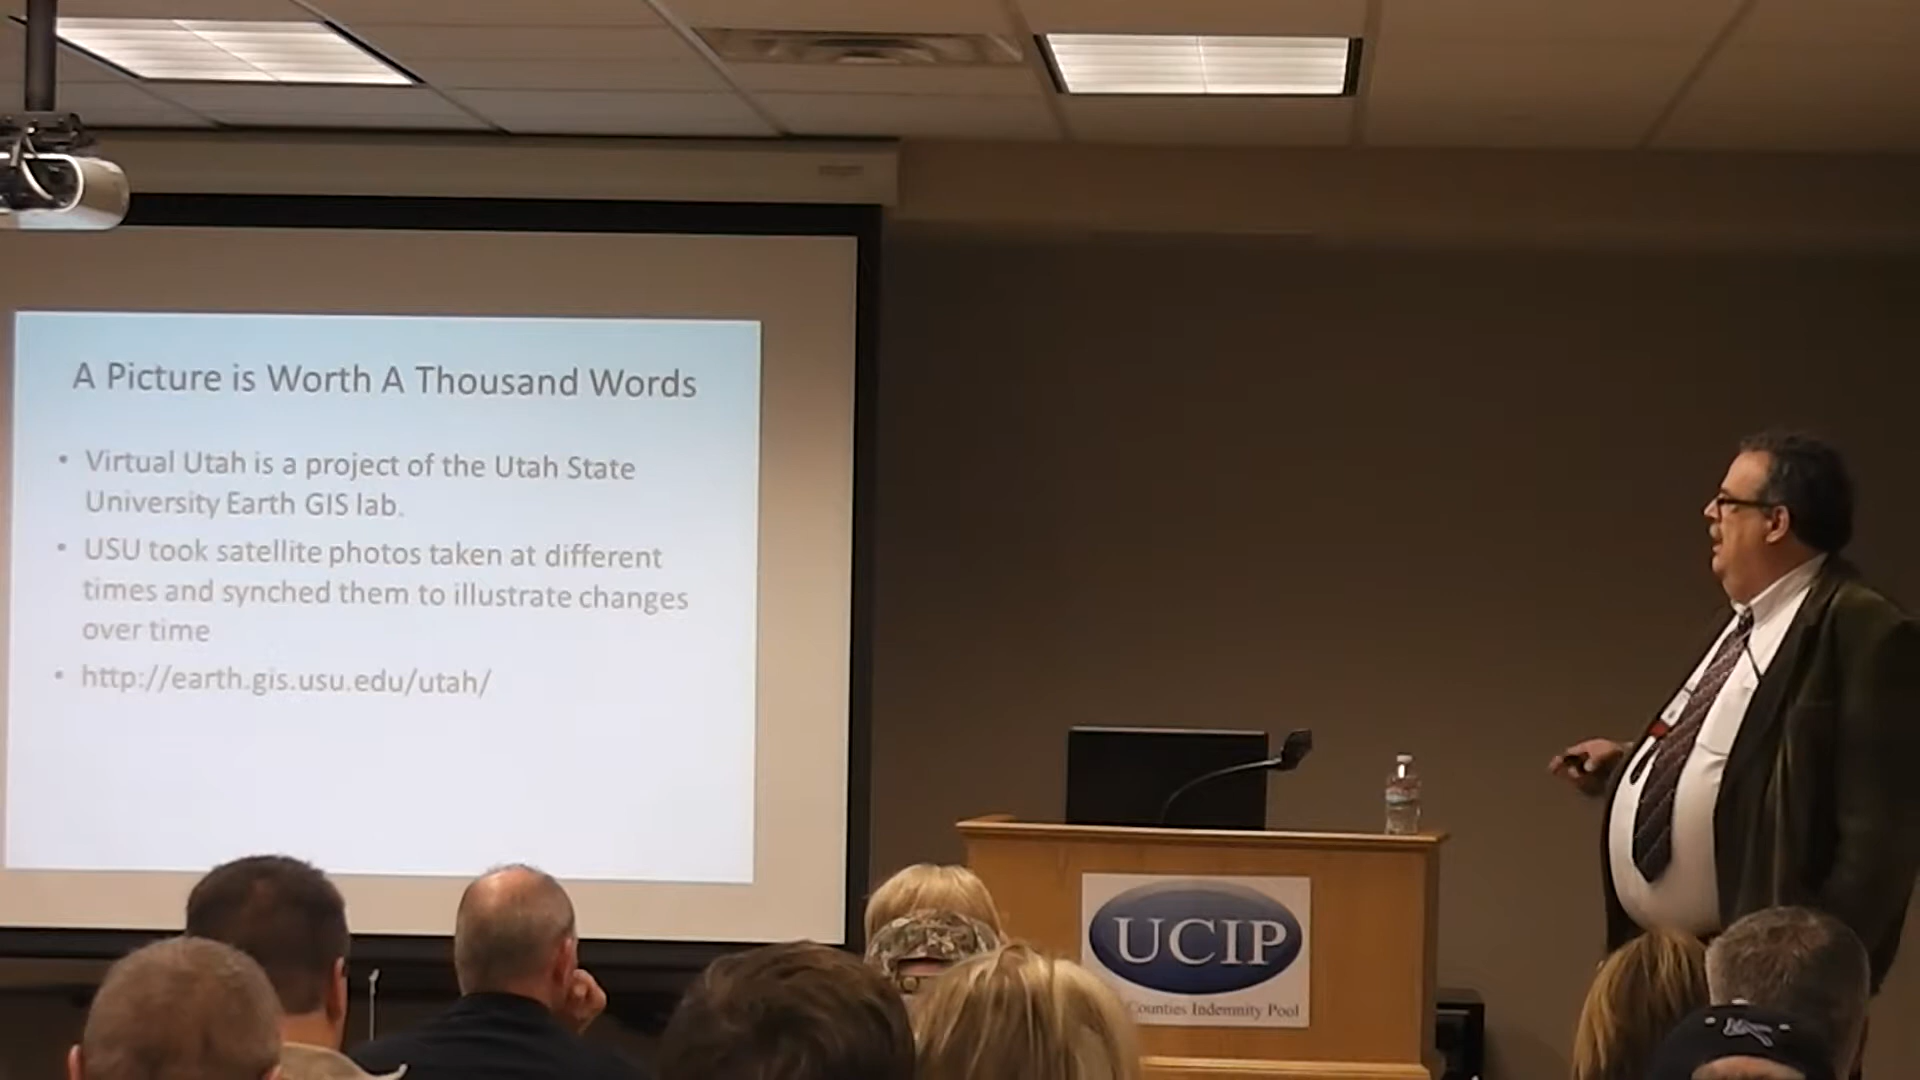 A Picture is Worth A Thousand Words
• Virtual Utah is a project of the Utah State
University Earth GIS lab.
• USU took satellite photos taken at different
times and synched them to illustrate changes
over time
• http://earth.gis.usu.edu/utah/
UCIP
Counties Indemnity Pool